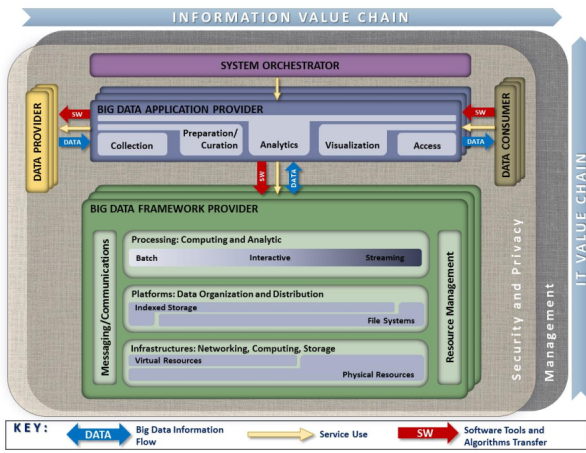 INFORMATION VALUE CHAIN
SYSTEM ORCHESTRATOR
BIG DATA APPLICATION PROVIDER
Collection
Preparation/
Curation
Analytics
Visualization
Access
DATA PROVIDER
SW
DATA
DATA CONSUMER
SW
DATA
SW
DATA
BIG DATA FRAMEWORK PROVIDER
Messaging/Communications
Processing: Computing and Analytic
Batch
Interactive
Streaming
Platforms: Data Organization and Distribution
Indexed Storage
File Systems
Infrastructures: Networking, Computing, Storage
Virtual Resources
Physical Resources
Resource Management
Security and Privacy
Management
IT VALUE CHAIN
KEY:
DATA
Big Data Information
Flow
Service Use
SW
Software Tools and
Algorithms Transfer